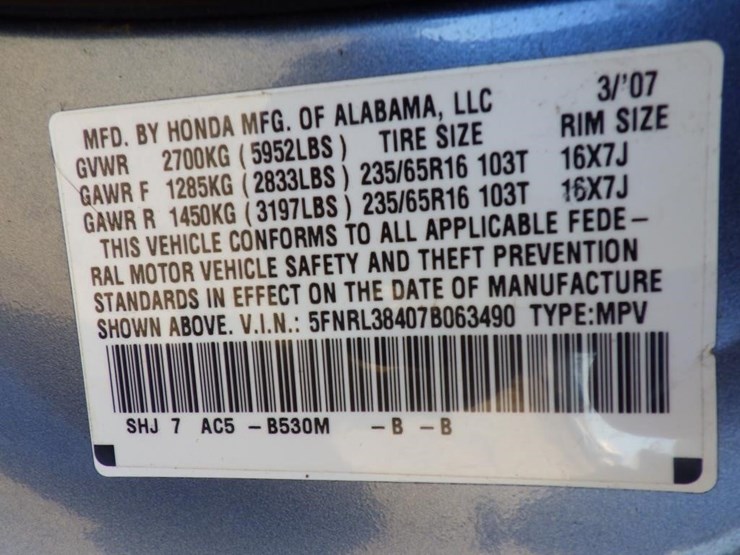 MFD. BY HONDA MFG. OF ALABAMA, LLC 3/'07
GVWR 2700KG ( 5952LBS ) TIRE SIZE RIM SIZE
GAWR F 1285KG ( 2833LBS ) 235/65R16 103T 16X7J
GAWR R 1450KG ( 3197LBS ) 235/65R16 103T 16X7J
THIS VEHICLE CONFORMS TO ALL APPLICABLE FEDE-
RAL MOTOR VEHICLE SAFETY AND THEFT PREVENTION
STANDARDS IN EFFECT ON THE DATE OF MANUFACTURE
SHOWN ABOVE. V.I.N.: 5FNRL38407B063490 TYPE:MPV
SHJ 7 AC5 - B530M - B - B